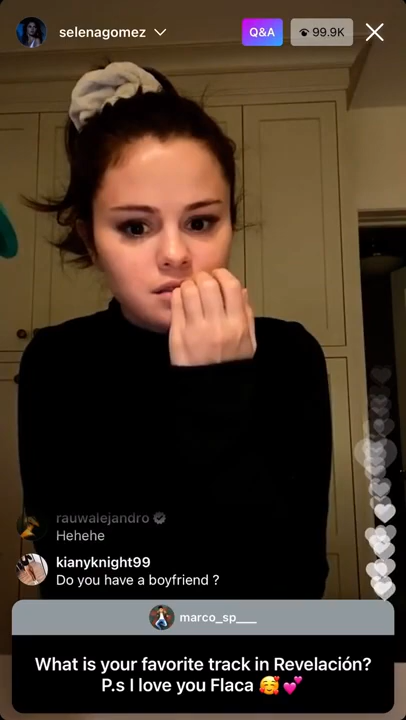 selenagomez
Q&A
99.9K
rauwalejandro
Hehehe
kianyknight99
Do you have a boyfriend ?
marco_sp___
What is your favorite track in Revelación?
P.s I love you Flaca 🥰💕